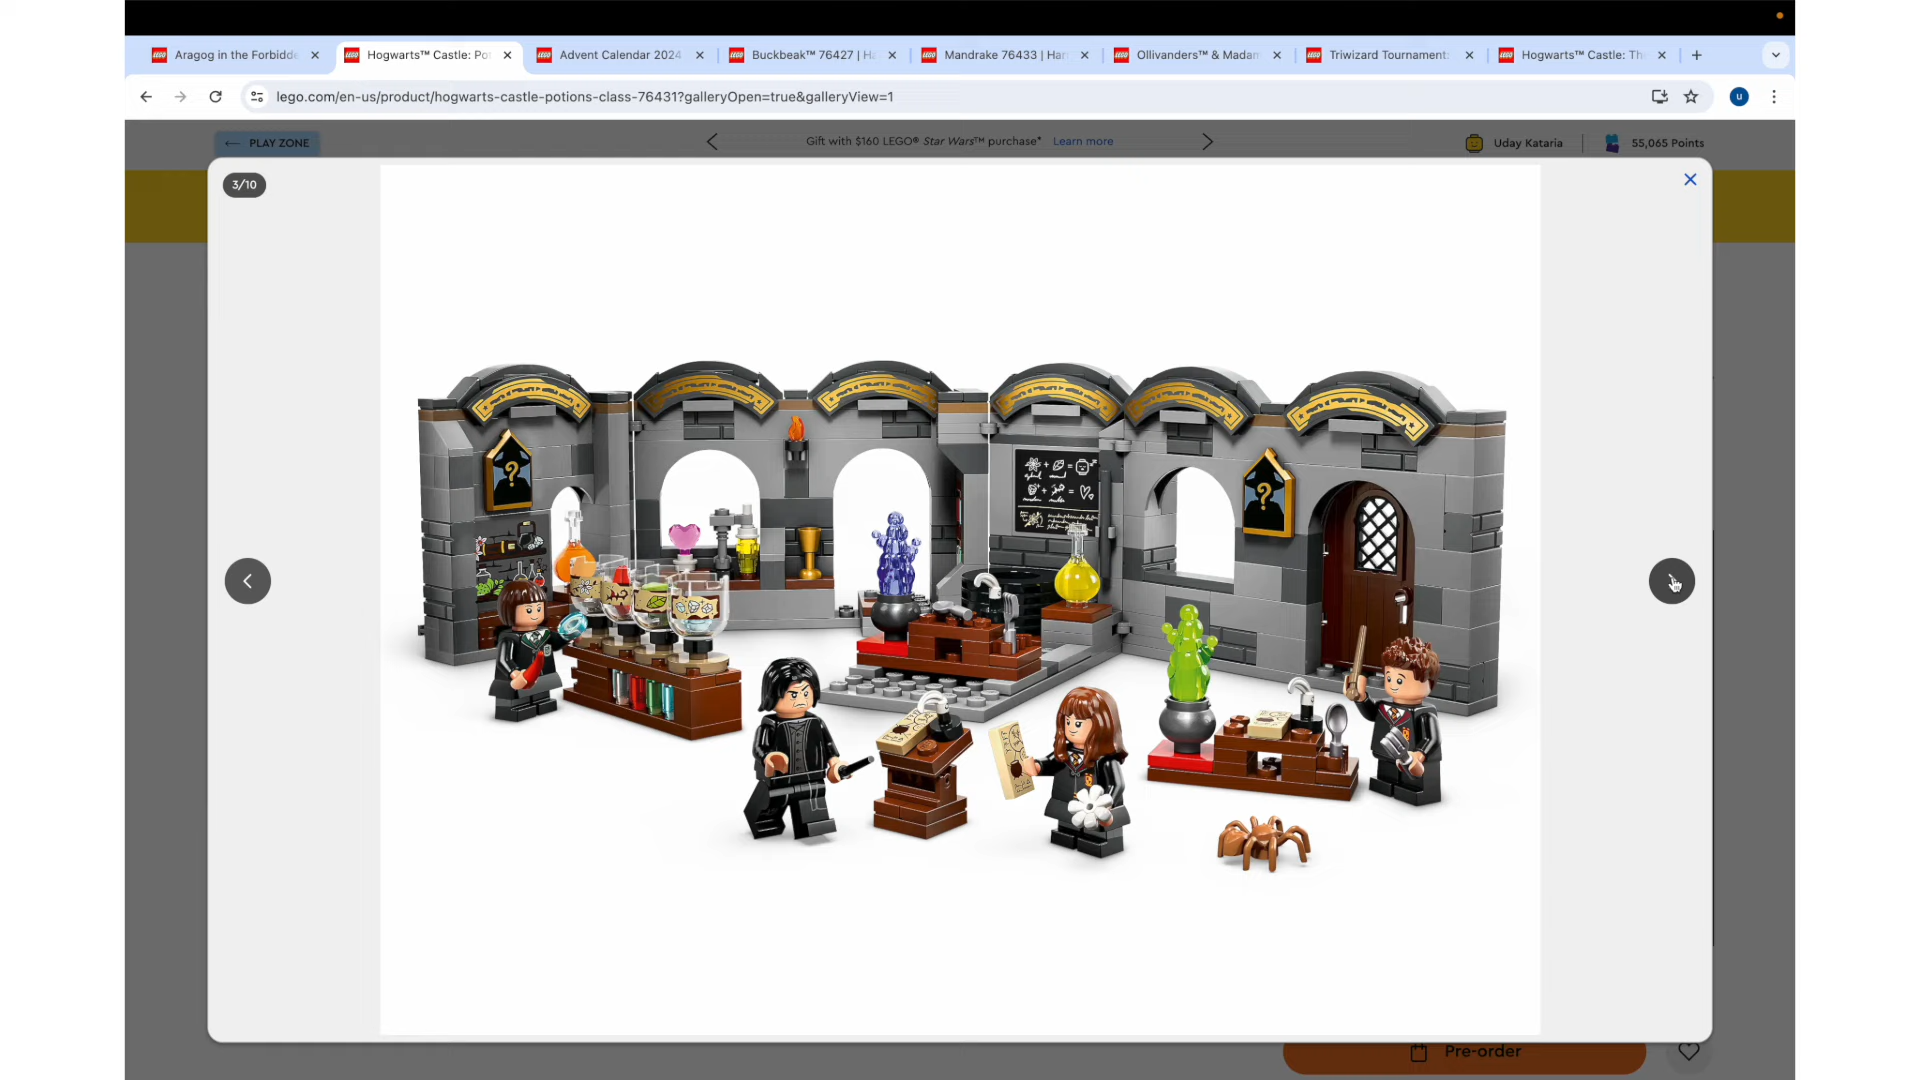 Aragog in the Forbidde
Hogwarts™ Castle: Pot
Advent Calendar 2024
Buckbeak™ 76427 | Ha
Mandrake 76433 | Har
Ollivanders™ & Madam
Triwizard Tournament:
Hogwarts™ Castle: Th
lego.com/en-us/product/hogwarts-castle-potions-class-76431?galleryOpen=true&galleryView=1
u
PLAY ZONE
Gift with $160 LEGO® Star Wars™ purchase* Learn more
Uday Kataria
55,065 Points
3/10
Pre-order